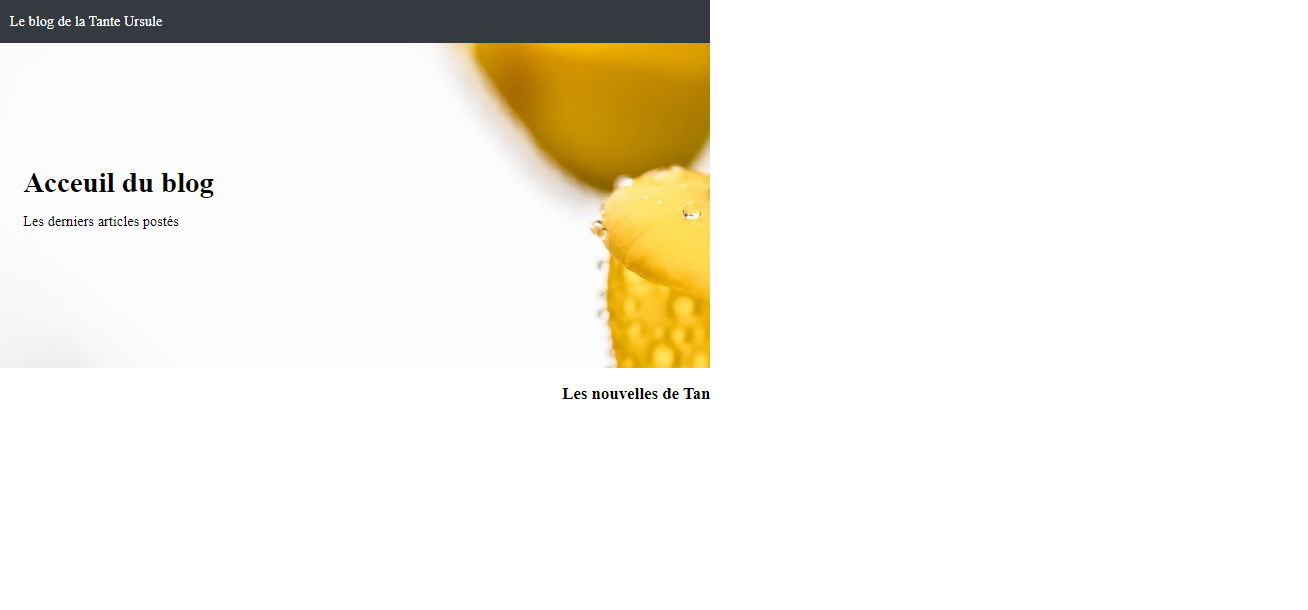 Le blog de la Tante Ursule
Acceuil du blog
Les derniers articles postés
Les nouvelles de Tan